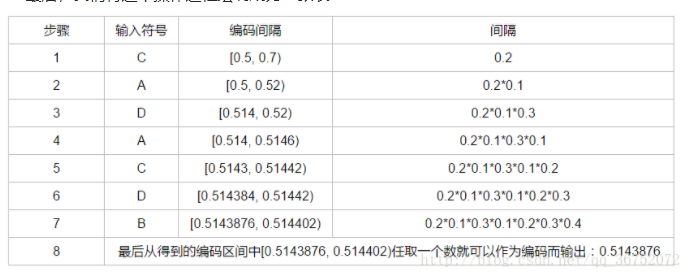 步骤 输入符号 编码间隔 间隔
1 C [0.5, 0.7) 0.2
2 A [0.5, 0.52) 0.2*0.1
3 D [0.514, 0.52) 0.2*0.1*0.3
4 A [0.514, 0.5146) 0.2*0.1*0.3*0.1
5 C [0.5143, 0.51442) 0.2*0.1*0.3*0.1*0.2
6 D [0.514384, 0.51442) 0.2*0.1*0.3*0.1*0.2*0.3
7 B [0.5143876, 0.514402) 0.2*0.1*0.3*0.1*0.2*0.3*0.4
8 最后从得到的编码区间中[0.5143876, 0.514402)任取一个数就可以作为编码而输出：0.5143876
http://blog.csdn.net/qq_36752072